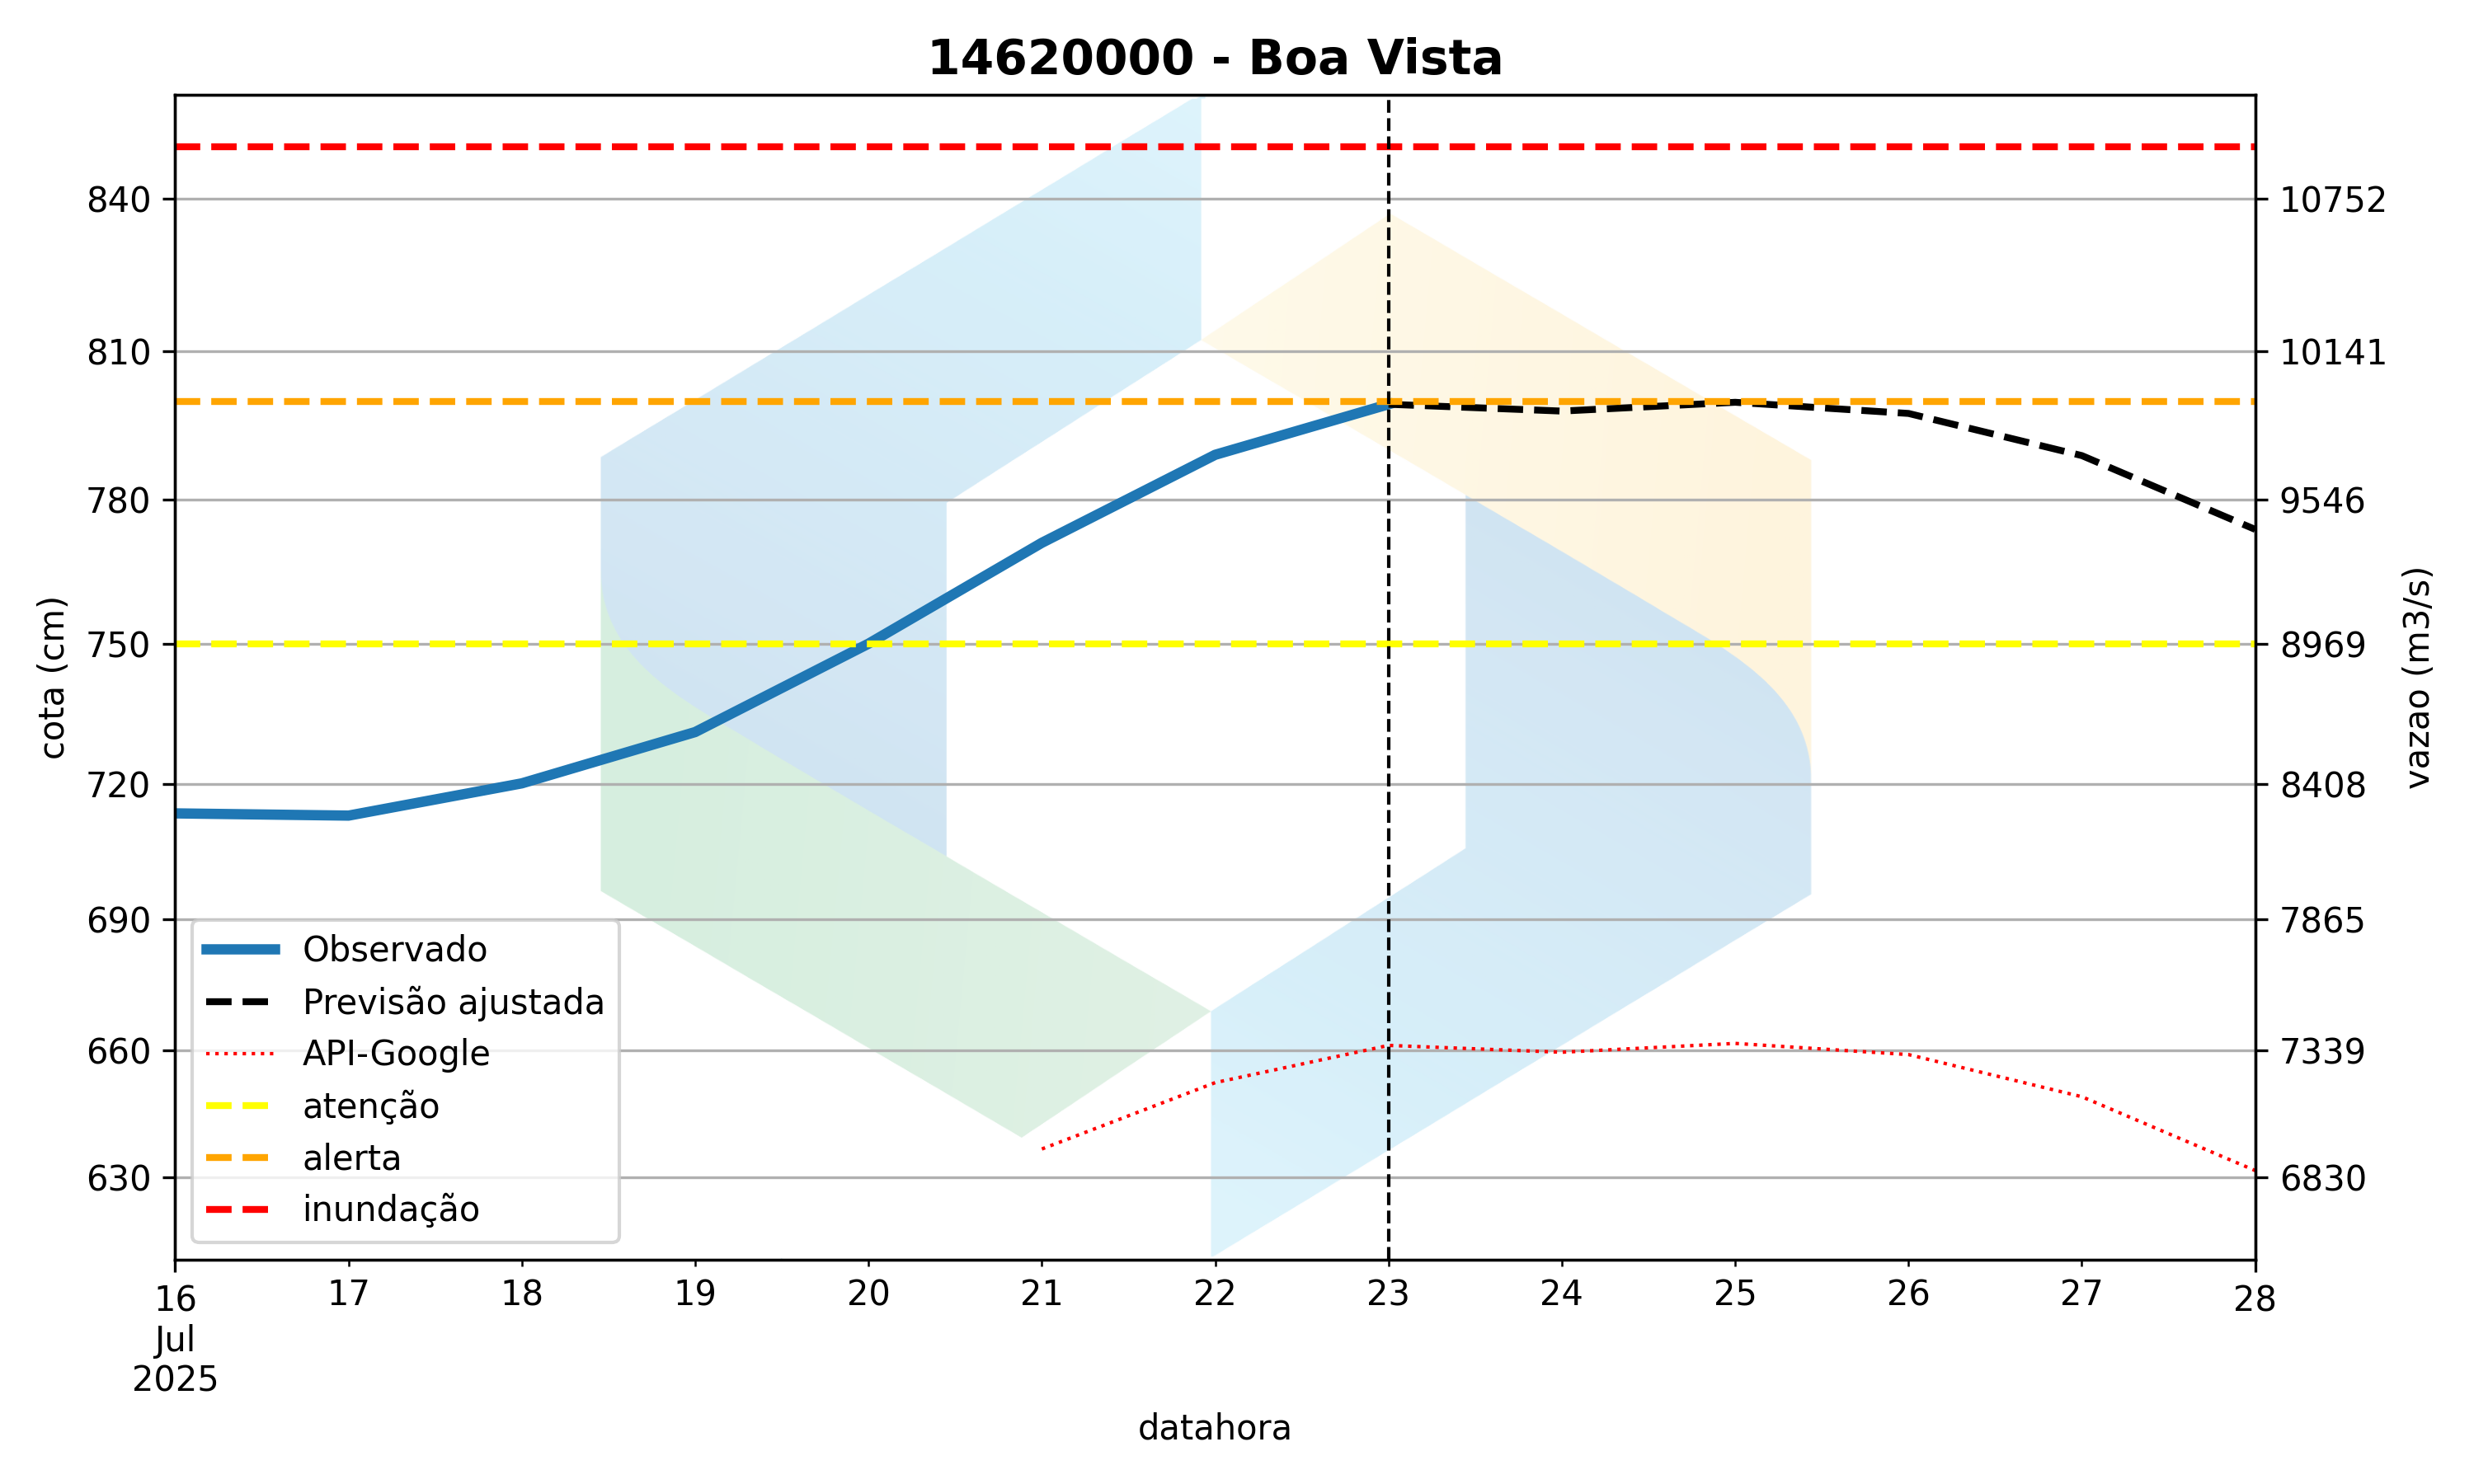 14620000 - Boa Vista
840
810
780
750
720
690
660
630
cota (cm)
10752
10141
9546
8969
8408
7865
7339
6830
vazao (m3/s)
Observado
Previsão ajustada
API-Google
atenção
alerta
inundação
16 17 18 19 20 21 22 23 24 25 26 27 28
Jul
2025
datahora